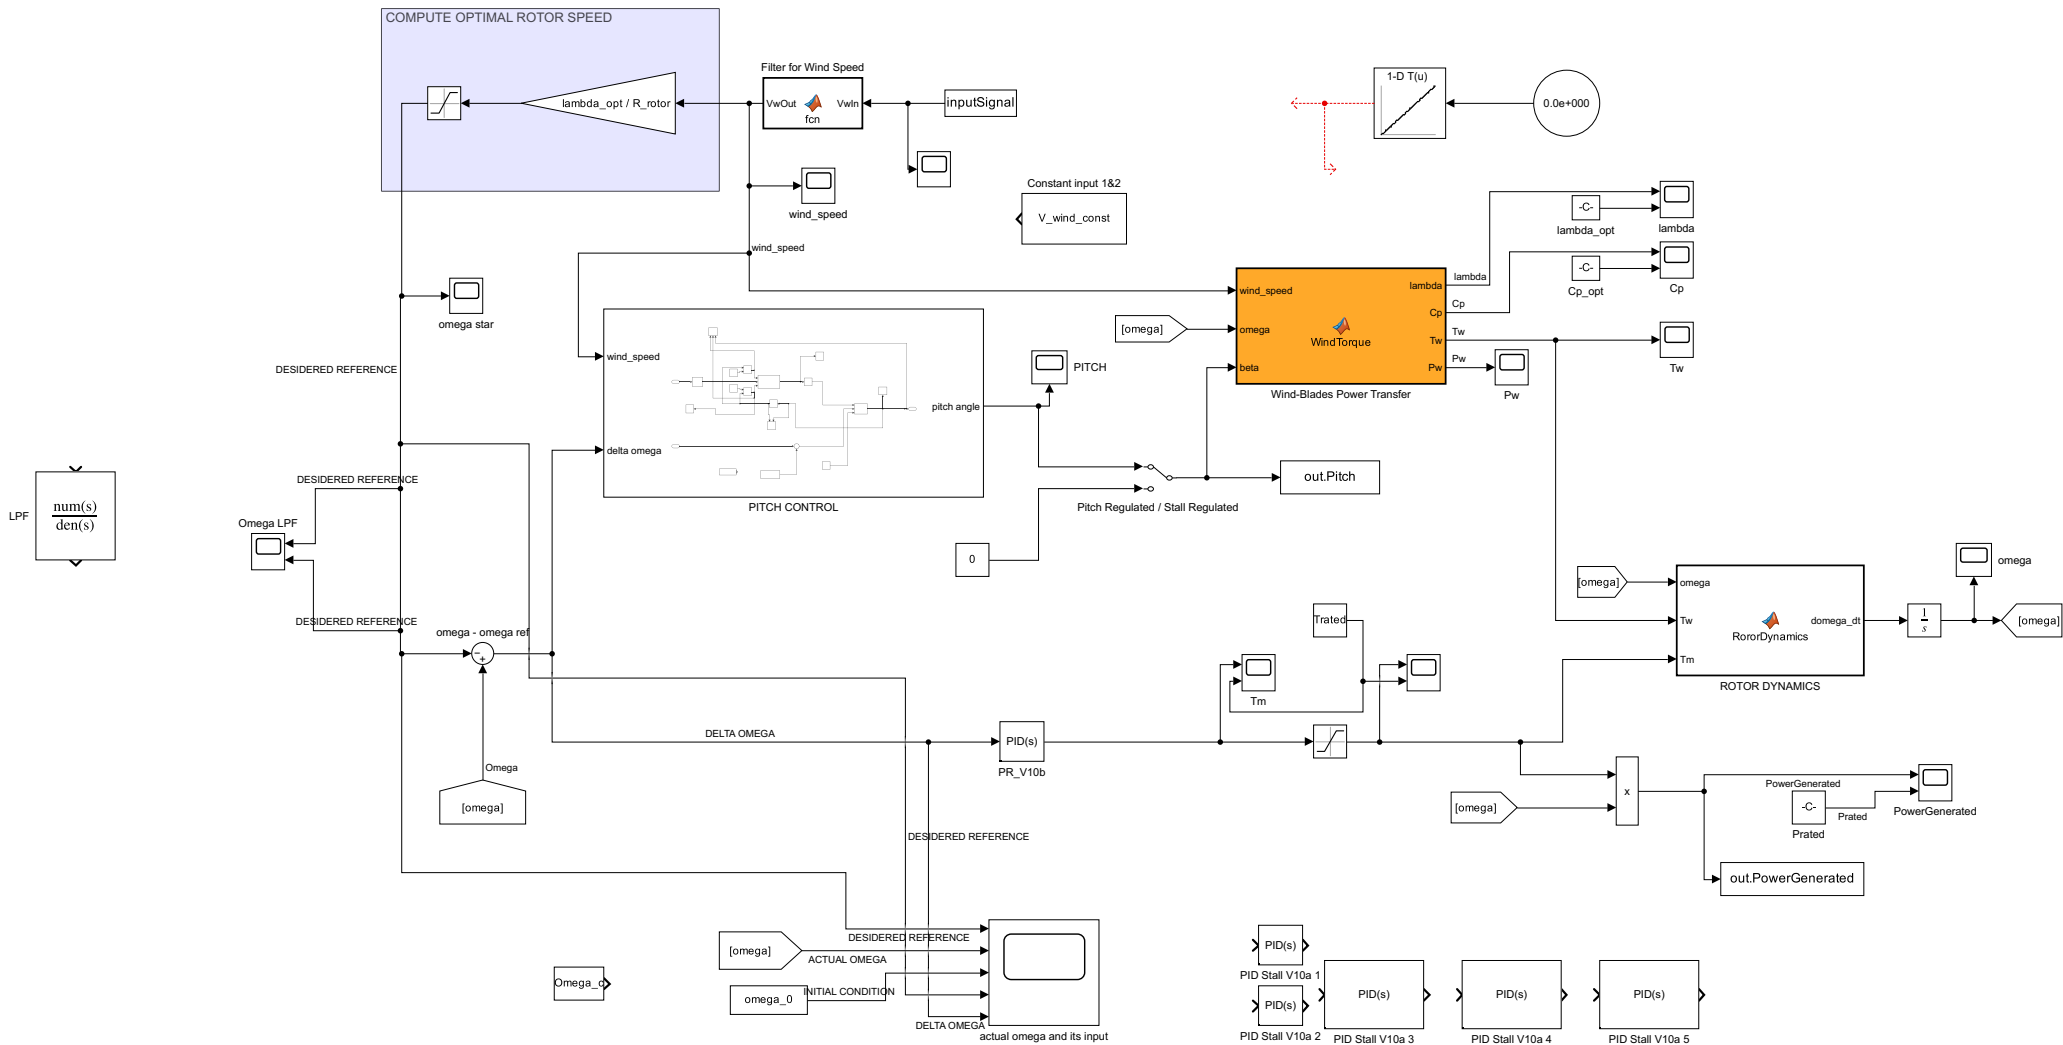 COMPUTE OPTIMAL ROTOR SPEED
lambda_opt / R_rotor
Filter for Wind Speed
VwOut
VwIn
fcn
inputSignal
1-D T(u)
0.0e+000
wind_speed
Constant input 1&2
V_wind_const
-C-
lambda_opt
lambda
-C-
Cp_opt
Cp
wind_speed
omega star
wind_speed
omega
beta
WindTorque
lambda
Cp
Tw
Pw
lambda
Cp
Tw
Pw
Tw
Pw
Wind-Blades Power Transfer
[omega]
DESIDERED REFERENCE
wind_speed
delta omega
pitch angle
PITCH CONTROL
PITCH
Pitch Regulated / Stall Regulated
out.Pitch
0
LPF
num(s)
den(s)
DESIDERED REFERENCE
Omega LPF
DESIDERED REFERENCE
omega - omega ref
−
+
Omega
[omega]
Trated
Tm
[omega]
omega
Tw
Tm
RororDynamics
domega_dt
ROTOR DYNAMICS
1
s
omega
[omega]
DELTA OMEGA
PID(s)
PR_V10b
[omega]
x
PowerGenerated
-C-
Prated
Prated
PowerGenerated
out.PowerGenerated
DESIDERED REFERENCE
DESIDERED REFERENCE
[omega]
ACTUAL OMEGA
omega_0
INITIAL CONDITION
DELTA OMEGA
actual omega and its input
Omega_c
PID(s)
PID Stall V10a 1
PID(s)
PID Stall V10a 2
PID(s)
PID Stall V10a 3
PID(s)
PID Stall V10a 4
PID(s)
PID Stall V10a 5